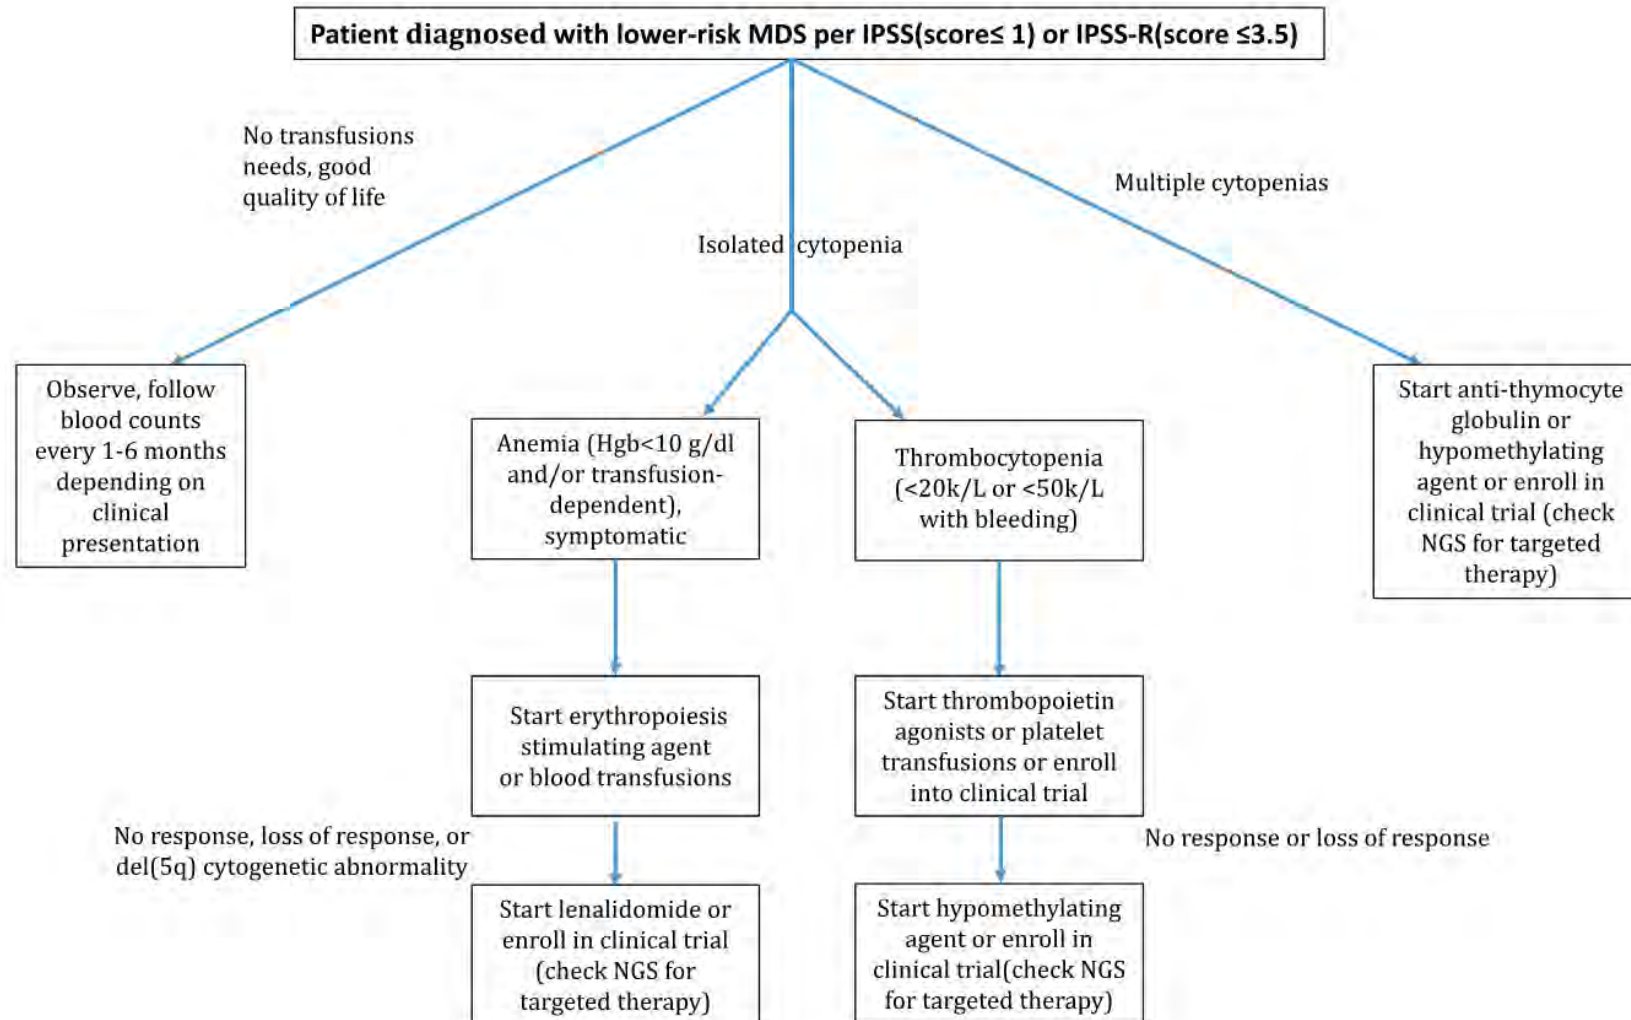 Patient diagnosed with lower-risk MDS per IPSS(score≤ 1) or IPSS-R(score ≤3.5)
No transfusions
needs, good
quality of life
Multiple cytopenias
Isolated cytopenia
Observe, follow
blood counts
every 1-6 months
depending on
clinical
presentation
Anemia (Hgb<10 g/dl
and/or transfusion-
dependent),
symptomatic
Thrombocytopenia
(<20k/L or <50k/L
with bleeding)
Start anti-thymocyte
globulin or
hypomethylating
agent or enroll in
clinical trial (check
NGS for targeted
therapy)
Start erythropoiesis
stimulating agent
or blood transfusions
Start thrombopoietin
agonists or platelet
transfusions or enroll
into clinical trial
No response, loss of response, or
del(5q) cytogenetic abnormality
No response or loss of response
Start lenalidomide or
enroll in clinical trial
(check NGS for
targeted therapy)
Start hypomethylating
agent or enroll in
clinical trial(check NGS
for targeted therapy)